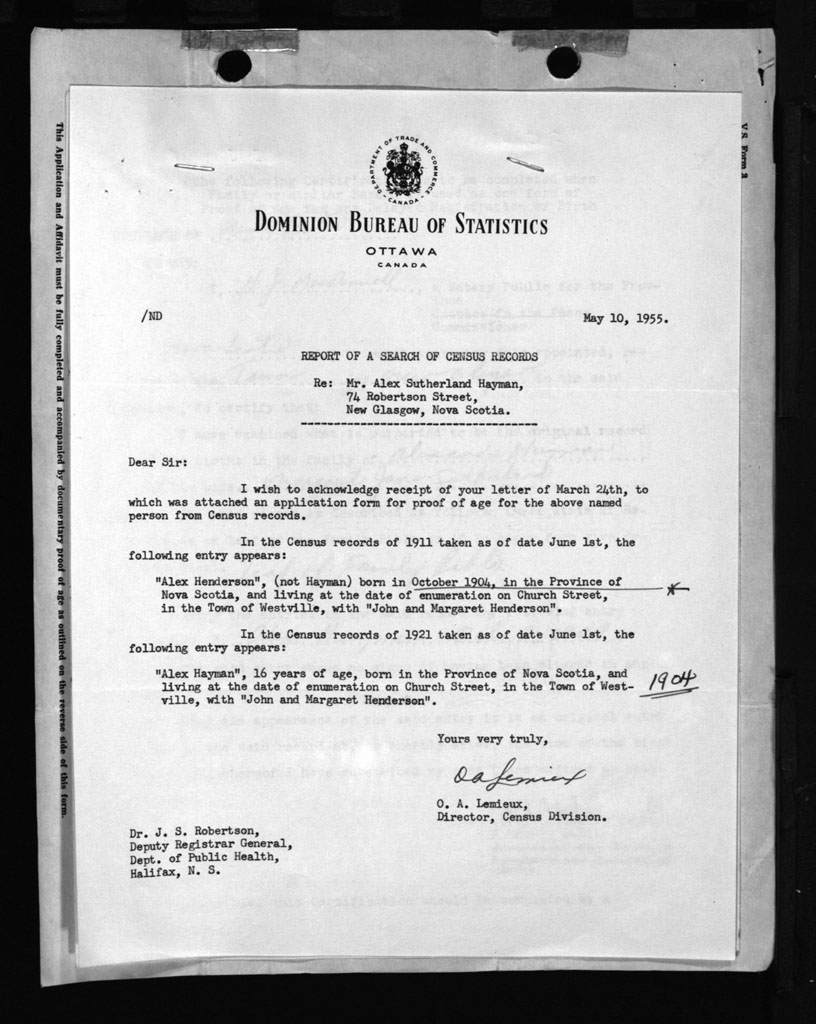 DEPARTMENT OF TRADE AND COMMERCE
CANADA
DOMINION BUREAU OF STATISTICS
OTTAWA
CANADA
/ND
May 10, 1955.
REPORT OF A SEARCH OF CENSUS RECORDS
Re: Mr. Alex Sutherland Hayman,
74 Robertson Street,
New Glasgow, Nova Scotia.
-----------------------------------
Dear Sir:
I wish to acknowledge receipt of your letter of March 24th, to
which was attached an application form for proof of age for the above named
person from Census records.
In the Census records of 1911 taken as of date June 1st, the
following entry appears:
"Alex Henderson", (not Hayman) born in October 1904, in the Province of
Nova Scotia, and living at the date of enumeration on Church Street,
in the Town of Westville, with "John and Margaret Henderson".
In the Census records of 1921 taken as of date June 1st, the
following entry appears:
"Alex Hayman", 16 years of age, born in the Province of Nova Scotia, and
living at the date of enumeration on Church Street, in the Town of West-
ville, with "John and Margaret Henderson".
1904
Yours very truly,
O A Lemieux
O. A. Lemieux,
Director, Census Division.
Dr. J. S. Robertson,
Deputy Registrar General,
Dept. of Public Health,
Halifax, N. S.
This Application and Affidavit must be fully completed and accompanied by documentary proof of age as outlined on the reverse side of this form.
V.S. Form 3